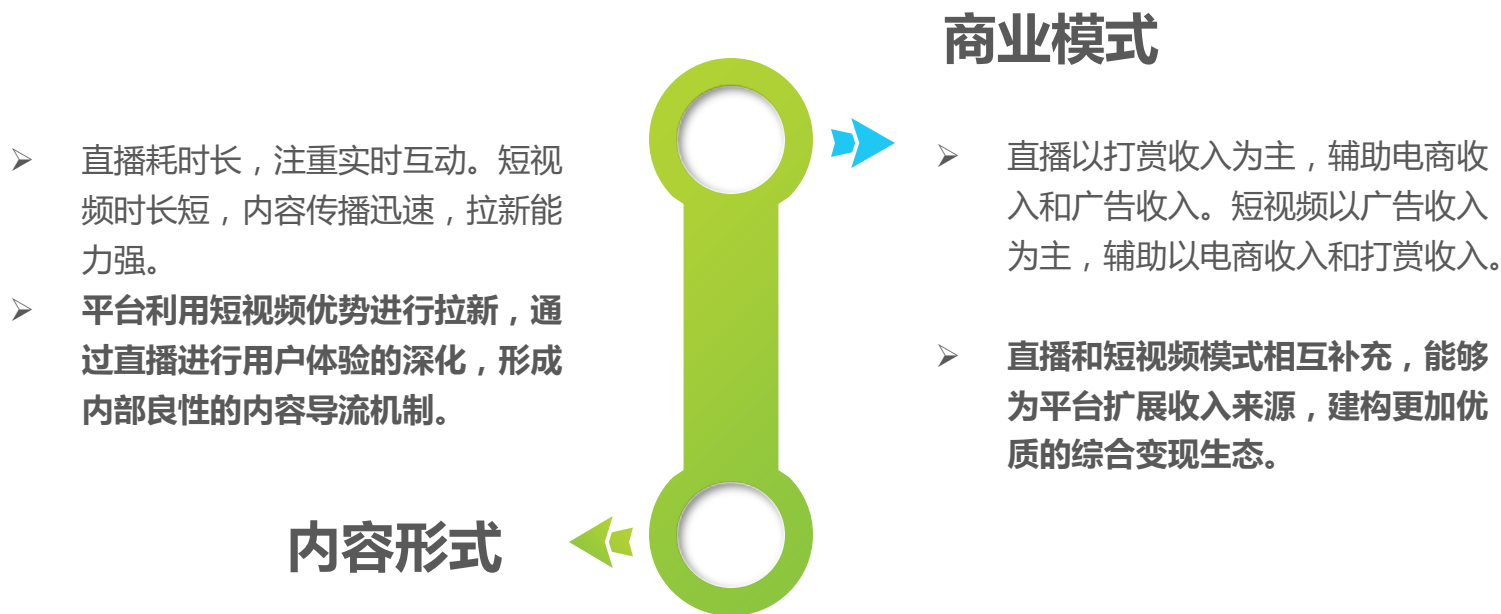 商业模式
➢ 直播耗时长，注重实时互动。短视
频时长短，内容传播迅速，拉新能
力强。
➢ 平台利用短视频优势进行拉新，通
过直播进行用户体验的深化，形成
内部良性的内容导流机制。
内容形式
➢ 直播以打赏收入为主，辅助电商收
入和广告收入。短视频以广告收入
为主，辅助以电商收入和打赏收入。
➢ 直播和短视频模式相互补充，能够
为平台扩展收入来源，建构更加优
质的综合变现生态。